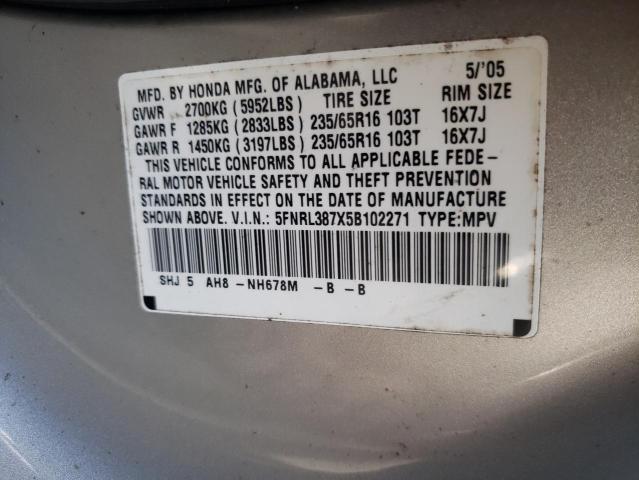 MFD. BY HONDA MFG. OF ALABAMA, LLC 5/'05
GVWR 2700KG (5952LBS) TIRE SIZE RIM SIZE
GAWR F 1285KG (2833LBS) 235/65R16 103T 16X7J
GAWR R 1450KG (3197LBS) 235/65R16 103T 16X7J
THIS VEHICLE CONFORMS TO ALL APPLICABLE FEDE-
RAL MOTOR VEHICLE SAFETY AND THEFT PREVENTION
STANDARDS IN EFFECT ON THE DATE OF MANUFACTURE
SHOWN ABOVE. V.I.N.: 5FNRL387X5B102271 TYPE:MPV
SHJ 5 AH8 -NH678M -B -B